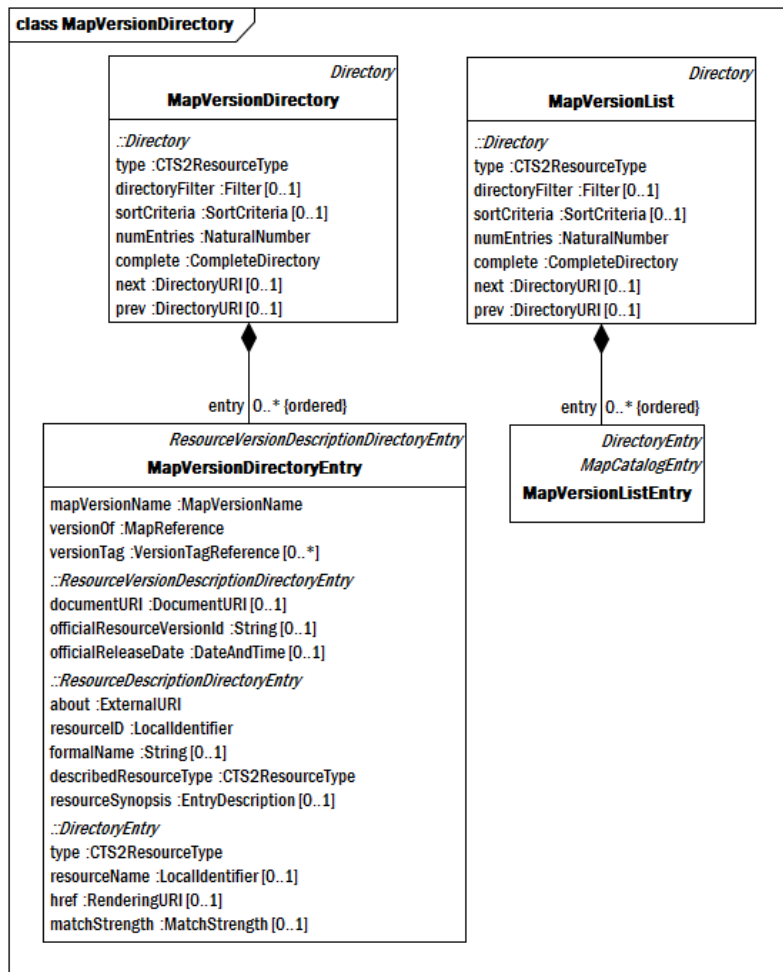 class MapVersionDirectory
Directory
MapVersionDirectory
::Directory
type :CTS2ResourceType
directoryFilter :Filter [0..1]
sortCriteria :SortCriteria [0..1]
numEntries :NaturalNumber
complete :CompleteDirectory
next :DirectoryURI [0..1]
prev :DirectoryURI [0..1]
Directory
MapVersionList
::Directory
type :CTS2ResourceType
directoryFilter :Filter [0..1]
sortCriteria :SortCriteria [0..1]
numEntries :NaturalNumber
complete :CompleteDirectory
next :DirectoryURI [0..1]
prev :DirectoryURI [0..1]
entry 0..* {ordered}
entry 0..* {ordered}
ResourceVersionDescriptionDirectoryEntry
MapVersionDirectoryEntry
mapVersionName :MapVersionName
versionOf :MapReference
versionTag :VersionTagReference [0..*]
::ResourceVersionDescriptionDirectoryEntry
documentURI :DocumentURI [0..1]
officialResourceVersionId :String [0..1]
officialReleaseDate :DateAndTime [0..1]
::ResourceDescriptionDirectoryEntry
about :ExternalURI
resourceID :LocalIdentifier
formalName :String [0..1]
describedResourceType :CTS2ResourceType
resourceSynopsis :EntryDescription [0..1]
::DirectoryEntry
type :CTS2ResourceType
resourceName :LocalIdentifier [0..1]
href :RenderingURI [0..1]
matchStrength :MatchStrength [0..1]
DirectoryEntry
MapCatalogEntry
MapVersionListEntry